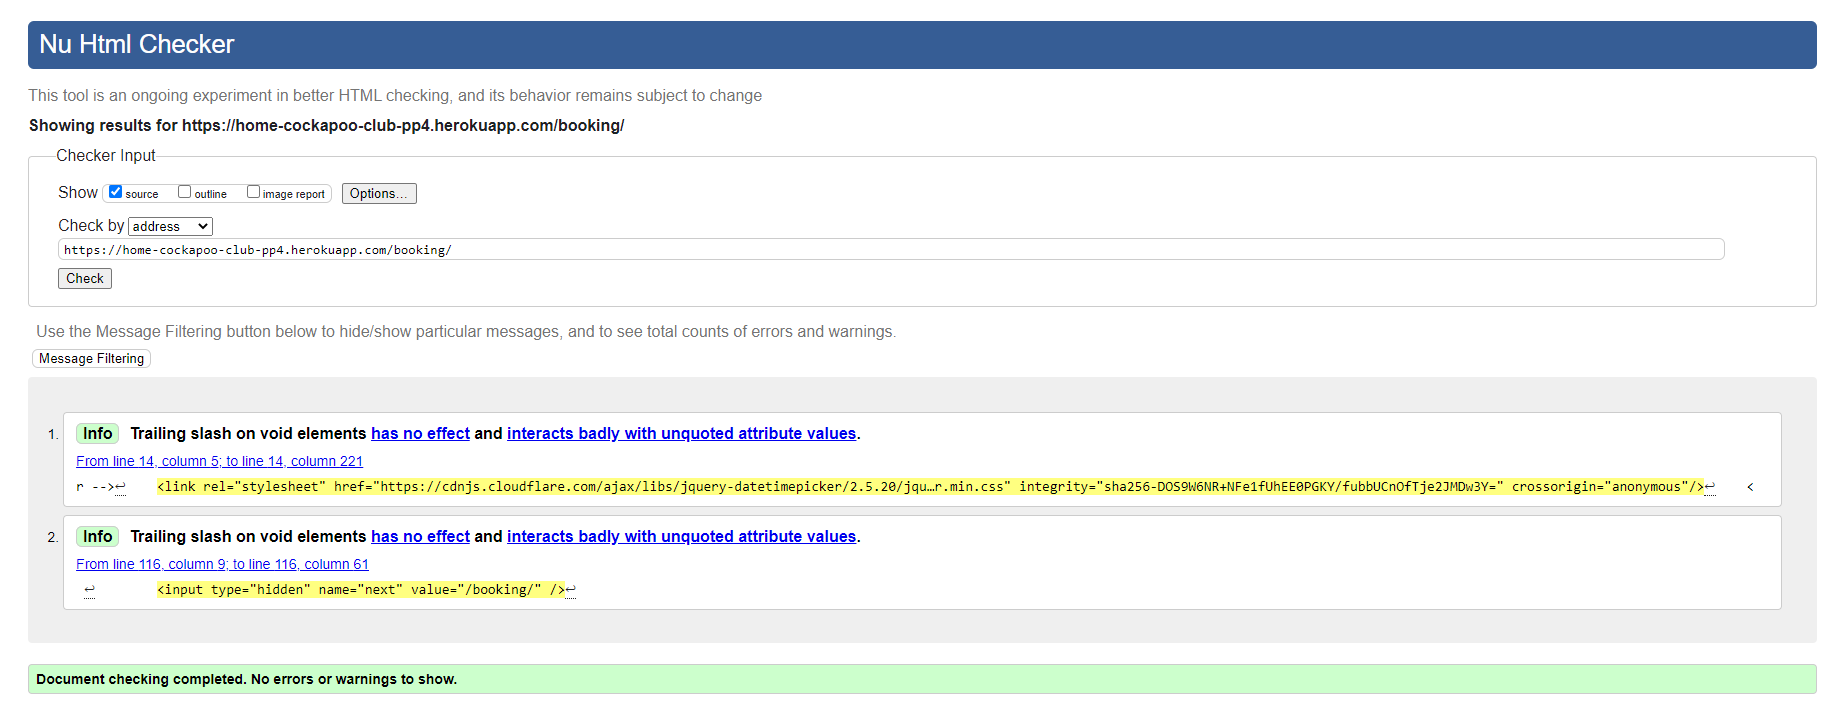 Nu Html Checker
This tool is an ongoing experiment in better HTML checking, and its behavior remains subject to change
Showing results for https://home-cockapoo-club-pp4.herokuapp.com/booking/
Checker Input
Show source outline image report Options...
Check by address
https://home-cockapoo-club-pp4.herokuapp.com/booking/
Check
Use the Message Filtering button below to hide/show particular messages, and to see total counts of errors and warnings.
Message Filtering
1. Info Trailing slash on void elements has no effect and interacts badly with unquoted attribute values.
From line 14, column 5; to line 14, column 221
r -->↩ <link rel="stylesheet" href="https://cdnjs.cloudflare.com/ajax/libs/jquery-datetimepicker/2.5.20/jqu…r.min.css" integrity="sha256-DOS9W6NR+NFe1fUhEE0PGKY/fubbUCnOfTje2JMDw3Y=" crossorigin="anonymous"/>↩ <
2. Info Trailing slash on void elements has no effect and interacts badly with unquoted attribute values.
From line 116, column 9; to line 116, column 61
↩ <input type="hidden" name="next" value="/booking/" />↩
Document checking completed. No errors or warnings to show.